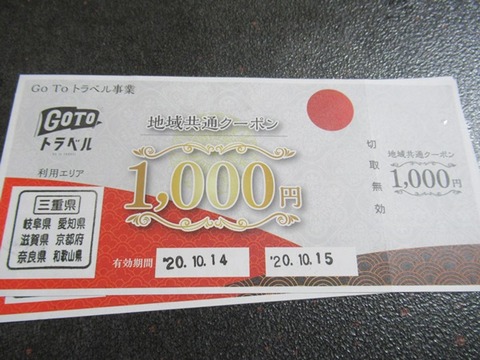 Go To トラベル事業
GOTO
トラベル
地域共通クーポン
1,000円
利用エリア
三重県
岐阜県 愛知県
滋賀県 京都府
奈良県 和歌山県
有効期間
'20.10.14
'20.10.15
切取無効
地域共通クーポン
1,000円